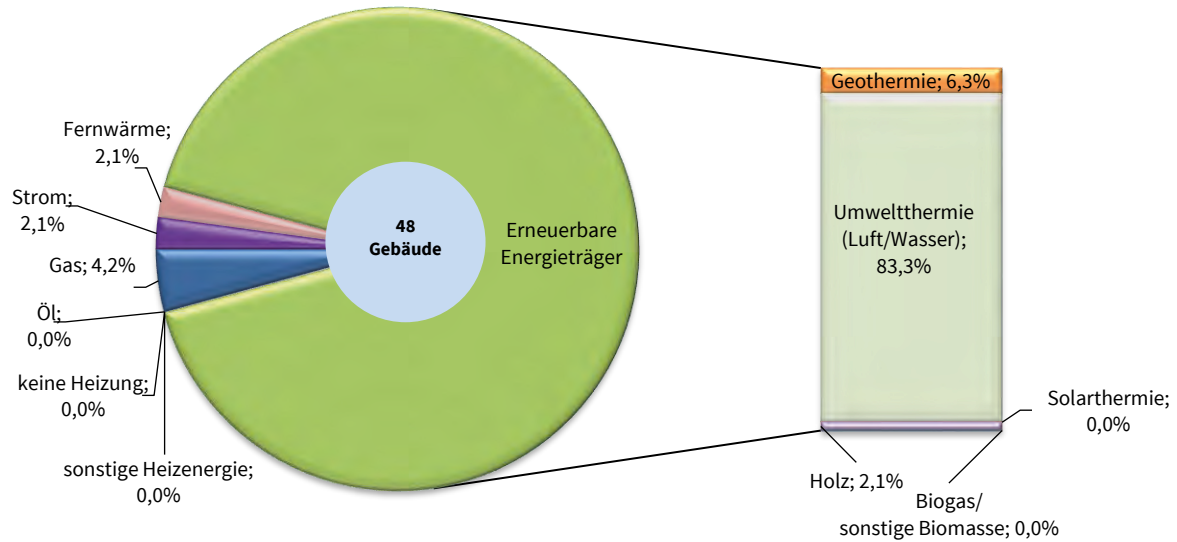 Fernwärme;
2,1%
Strom;
2,1%
Gas; 4,2%
Öl;
0,0%
keine Heizung;
0,0%
sonstige Heizenergie;
0,0%
48
Gebäude
Erneuerbare
Energieträger
Geothermie; 6,3%
Umweltthermie
(Luft/Wasser);
83,3%
Solarthermie;
0,0%
Holz; 2,1%
Biogas/
sonstige Biomasse; 0,0%